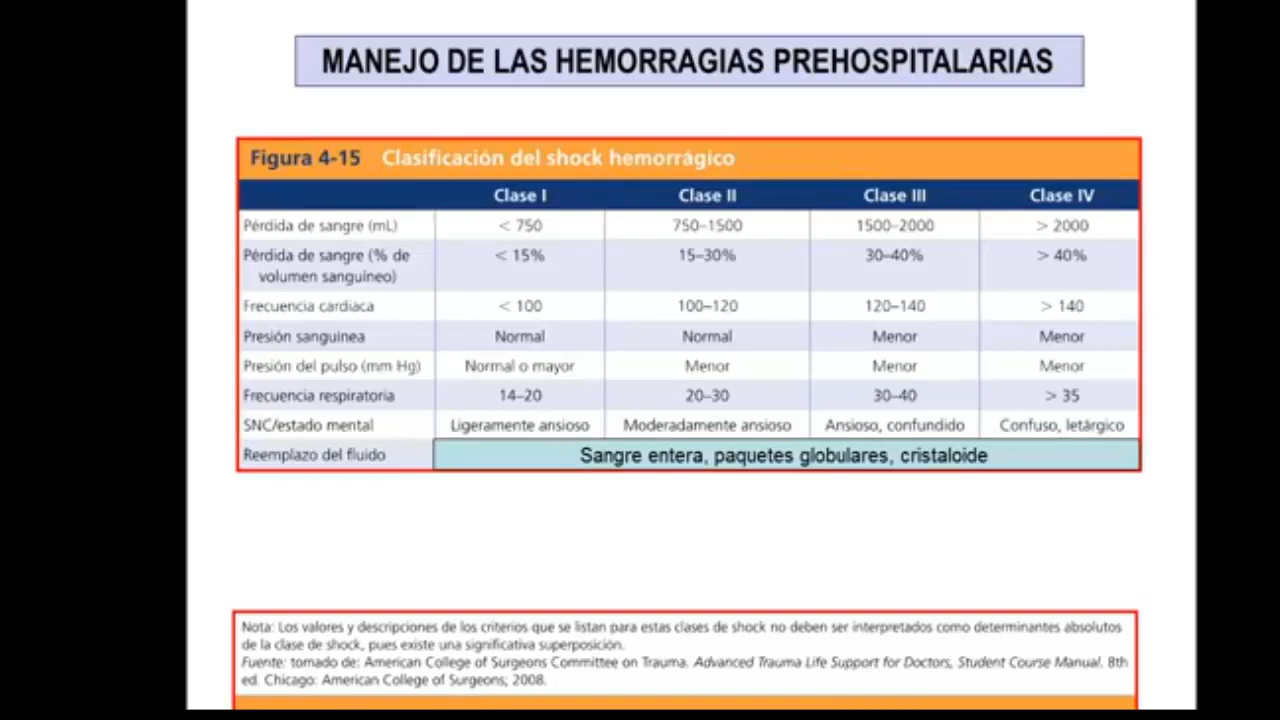 MANEJO DE LAS HEMORRAGIAS PREHOSPITALARIAS
Figura 4-15 Clasificación del shock hemorrágico
Clase I Clase II Clase III Clase IV
Pérdida de sangre (mL) < 750 750–1500 1500–2000 > 2000
Pérdida de sangre (% de < 15% 15–30% 30–40% > 40%
volumen sanguíneo)
Frecuencia cardiaca < 100 100–120 120–140 > 140
Presión sanguínea Normal Normal Menor Menor
Presión del pulso (mm Hg) Normal o mayor Menor Menor Menor
Frecuencia respiratoria 14–20 20–30 30–40 > 35
SNC/estado mental Ligeramente ansioso Moderadamente ansioso Ansioso, confundido Confuso, letárgico
Reemplazo del fluido Sangre entera, paquetes globulares, cristaloide
Nota: Los valores y descripciones de los criterios que se listan para estas clases de shock no deben ser interpretados como determinantes absolutos
de la clase de shock, pues existe una significativa superposición.
Fuente: tomado de: American College of Surgeons Committee on Trauma. Advanced Trauma Life Support for Doctors, Student Course Manual. 8th
ed. Chicago: American College of Surgeons; 2008.